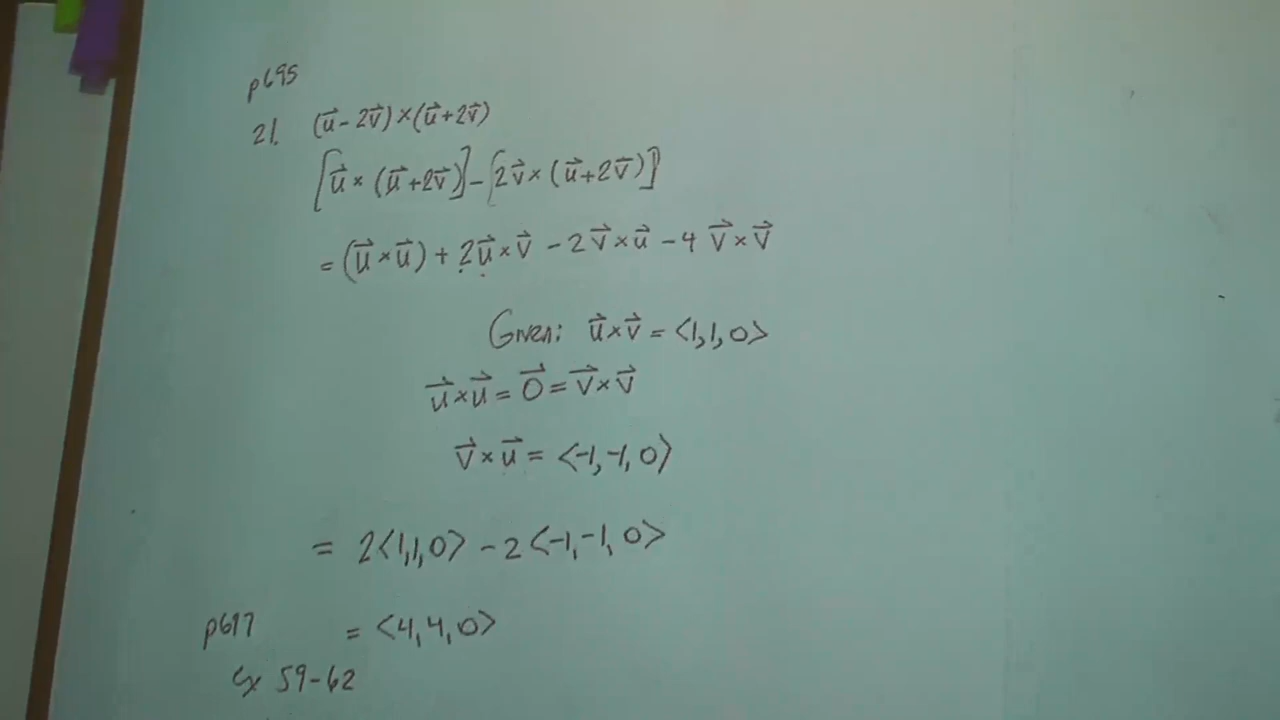 p695
21. (u⃗ - 2v⃗) × (u⃗ + 2v⃗)
[u⃗ × (u⃗ + 2v⃗)] - [2v⃗ × (u⃗ + 2v⃗)]
= (u⃗ × u⃗) + 2u⃗ × v⃗ - 2v⃗ × u⃗ - 4 v⃗ × v⃗
Given: u⃗ × v⃗ = <1,1,0>
u⃗ × u⃗ = 0⃗ = v⃗ × v⃗
v⃗ × u⃗ = <-1,-1,0>
= 2<1,1,0> - 2<-1,-1,0>
= <4,4,0>
59-62